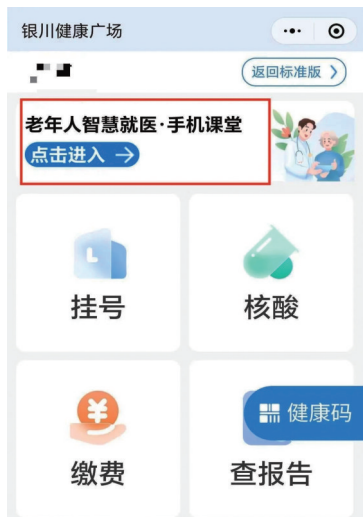 银川健康广场
返回标准版
老年人智慧就医·手机课堂
点击进入
挂号
核酸
缴费
查报告
健康码